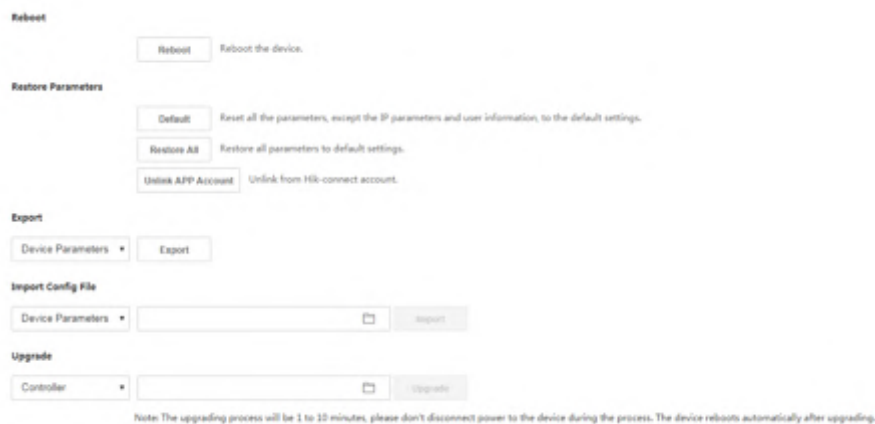 Reboot
Reboot Reboot the device.
Restore Parameters
Default Reset all the parameters, except the IP parameters and user information, to the default settings.
Restore All Restore all parameters to default settings.
Unlink APP Account Unlink from Hik-connect account.
Export
Device Parameters Export
Import Config File
Device Parameters Import
Upgrade
Controller Upgrade
Note: The upgrading process will be 1 to 10 minutes, please don't disconnect power to the device during the process. The device reboots automatically after upgrading.